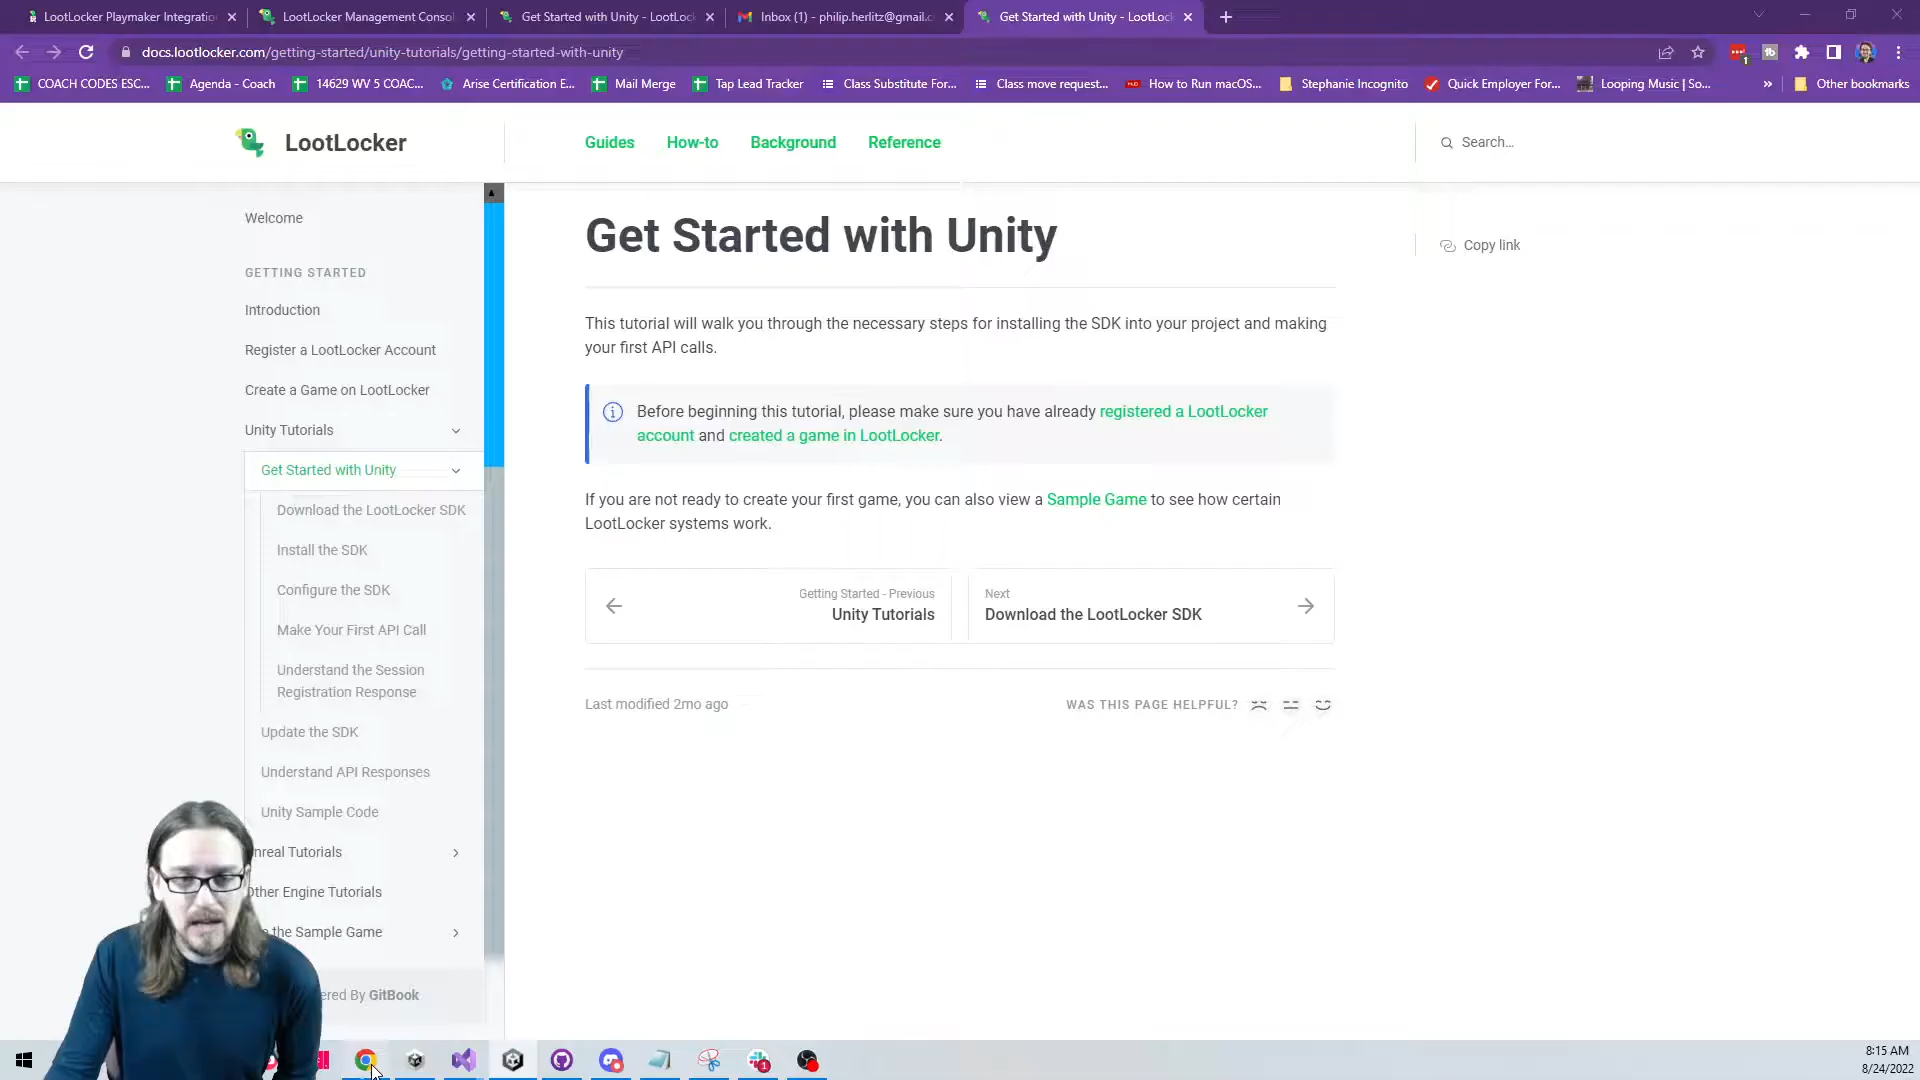 LootLocker Playmaker Integratio
LootLocker Management Consol
Get Started with Unity - LootLoc
Inbox (1) - philip.herlitz@gmail.c
Get Started with Unity - LootLoc
docs.lootlocker.com/getting-started/unity-tutorials/getting-started-with-unity
COACH CODES ESC...
Agenda - Coach
14629 WV 5 COAC...
Arise Certification E...
Mail Merge
Tap Lead Tracker
Class Substitute For...
Class move request...
How to Run macOS...
Stephanie Incognito
Quick Employer For...
Looping Music | So...
»
Other bookmarks
LootLocker
Guides
How-to
Background
Reference
Search...
Welcome
GETTING STARTED
Introduction
Register a LootLocker Account
Create a Game on LootLocker
Unity Tutorials
Get Started with Unity
Download the LootLocker SDK
Install the SDK
Configure the SDK
Make Your First API Call
Understand the Session
Registration Response
Update the SDK
Understand API Responses
Unity Sample Code
nreal Tutorials
Other Engine Tutorials
the Sample Game
ered By GitBook
Get Started with Unity
Copy link
This tutorial will walk you through the necessary steps for installing the SDK into your project and making
your first API calls.
Before beginning this tutorial, please make sure you have already registered a LootLocker
account and created a game in LootLocker.
If you are not ready to create your first game, you can also view a Sample Game to see how certain
LootLocker systems work.
Getting Started - Previous
Unity Tutorials
Next
Download the LootLocker SDK
Last modified 2mo ago
WAS THIS PAGE HELPFUL?
8:15 AM
8/24/2022